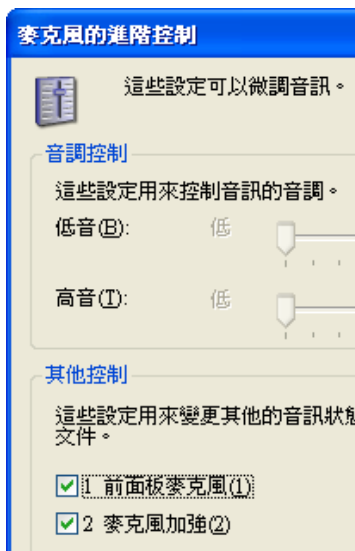 麥克風的進階控制
這些設定可以微調音訊。
音調控制
這些設定用來控制音訊的音調。
低音(B): 低
高音(T): 低
其他控制
這些設定用來變更其他的音訊狀態
文件。
1 前面板麥克風(1)
2 麥克風加強(2)